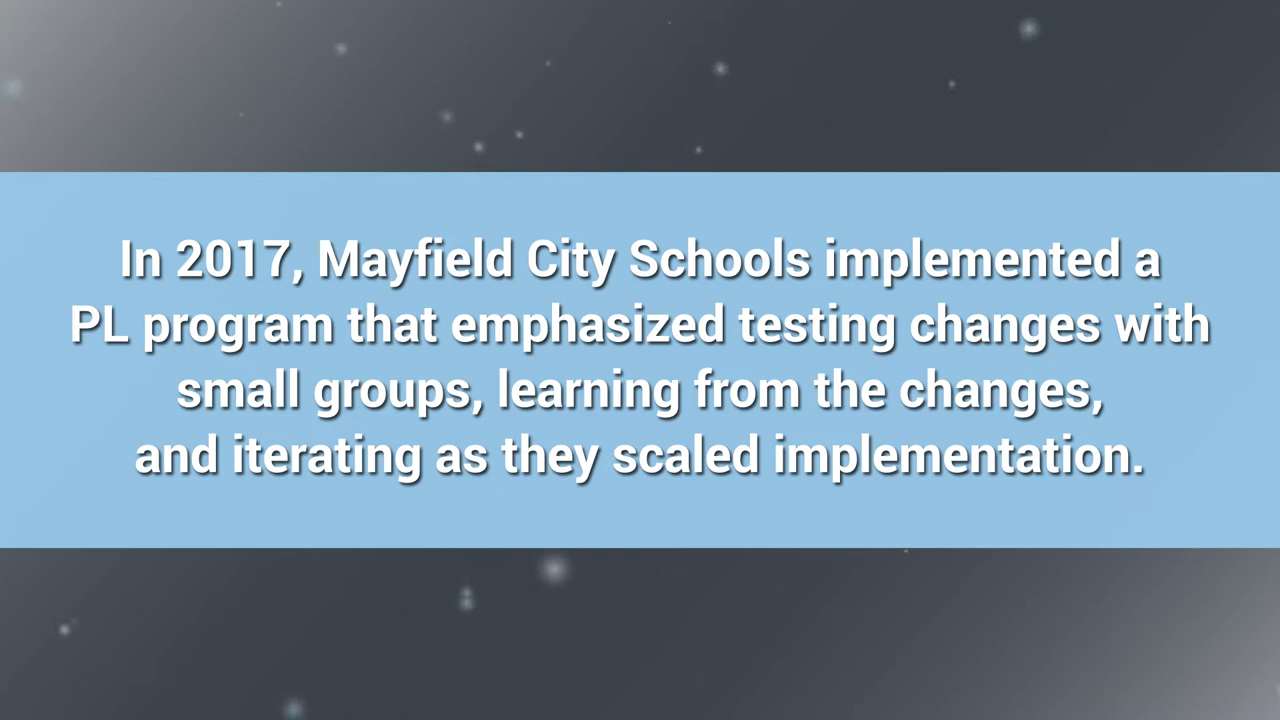 In 2017, Mayfield City Schools implemented a
PL program that emphasized testing changes with
small groups, learning from the changes,
and iterating as they scaled implementation.